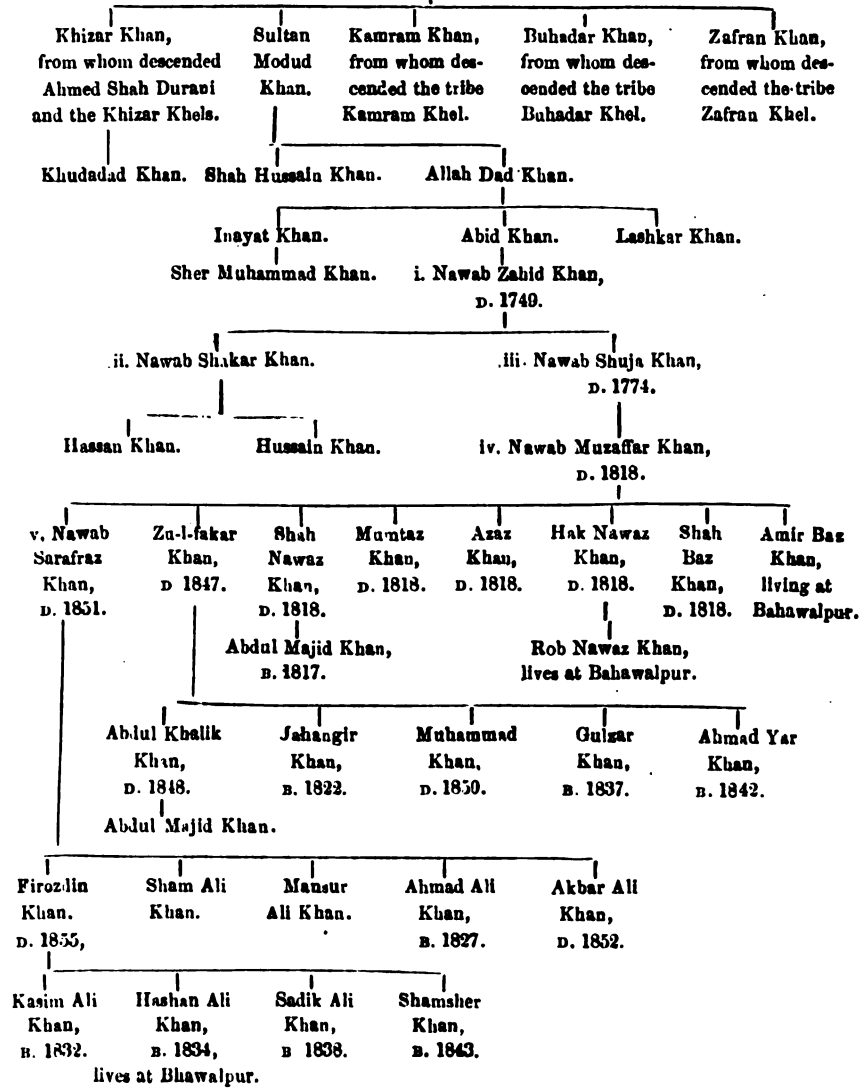 Khizar Khan, Sultan Kamram Khan, Buhadar Khan, Zafran Khan,
from whom descended Modud from whom des- from whom des- from whom des-
Ahmed Shah Durani Khan. cended the tribe cended the tribe cended the tribe
and the Khizar Khels. Kamram Khel. Buhadar Khel. Zafran Khel.
Khudadad Khan. Shah Hussain Khan. Allah Dad Khan.
Inayat Khan. Abid Khan. Lashkar Khan.
Sher Muhammad Khan. i. Nawab Zahid Khan,
D. 1749.
ii. Nawab Shakar Khan. iii. Nawab Shuja Khan,
D. 1774.
Hassan Khan. Hussain Khan. iv. Nawab Muzaffar Khan,
D. 1818.
v. Nawab Zu-l-fakar Shah Mumtaz Azaz Hak Nawaz Shah Amir Baz
Sarafraz Khan, Nawaz Khan, Khan, Khan, Baz Khan,
Khan, D 1847. Khan, D. 1818. D. 1818. D. 1818. Khan, living at
D. 1851. D. 1818. D. 1818. Bahawalpur.
Abdul Majid Khan, Rob Nawaz Khan,
B. 1817. lives at Bahawalpur.
Abdul Khalik Jahangir Muhammad Gulzar Ahmad Yar
Khan, Khan, Khan, Khan, Khan,
D. 1848. B. 1822. D. 1850. B. 1837. B. 1842.
Abdul Majid Khan.
Firozdin Sham Ali Mansur Ahmad Ali Akbar Ali
Khan. Khan. Ali Khan. Khan, Khan,
D. 1855, B. 1827. D. 1852.
Kasim Ali Hashan Ali Sadik Ali Shamsher
Khan, Khan, Khan, Khan,
B. 1832. B. 1834, B 1838. B. 1843.
lives at Bhawalpur.